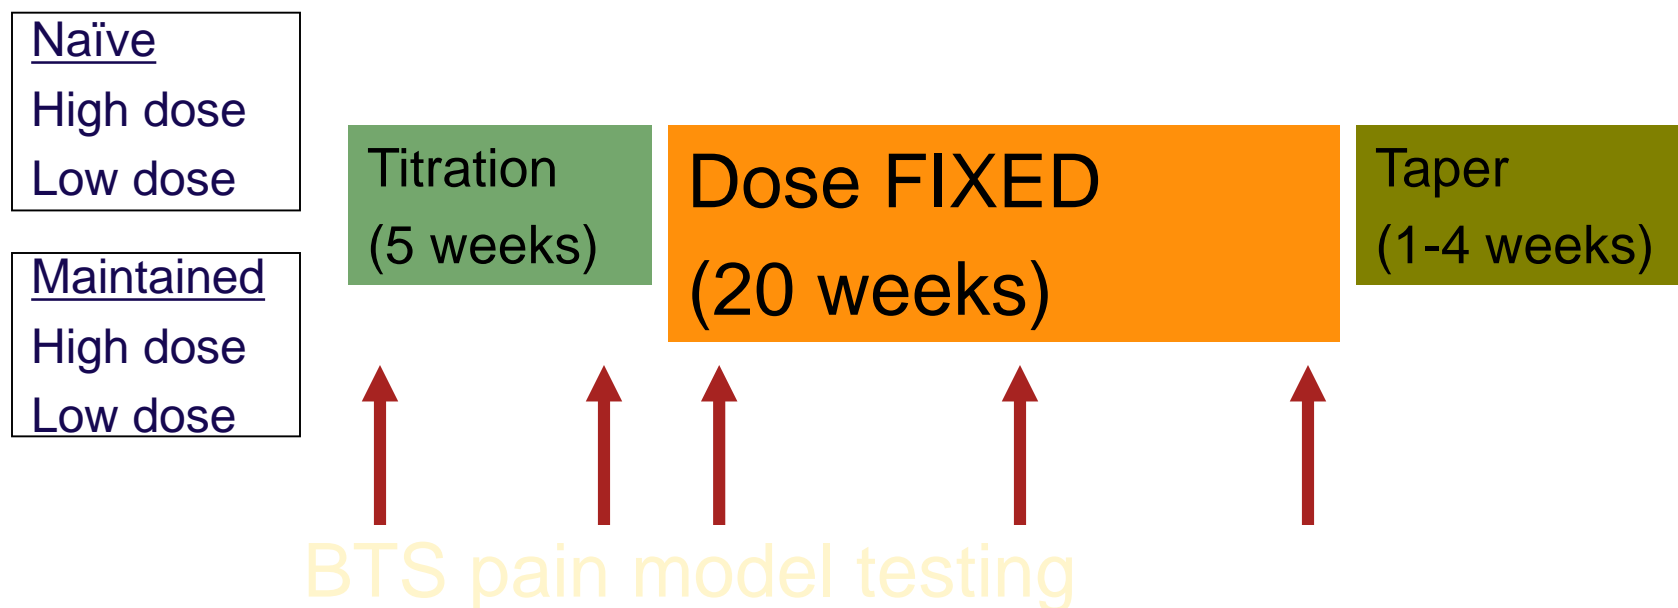 Naïve
High dose
Low dose
Maintained
High dose
Low dose
Titration
(5 weeks)
Dose FIXED
(20 weeks)
Taper
(1-4 weeks)
BTS pain model testing